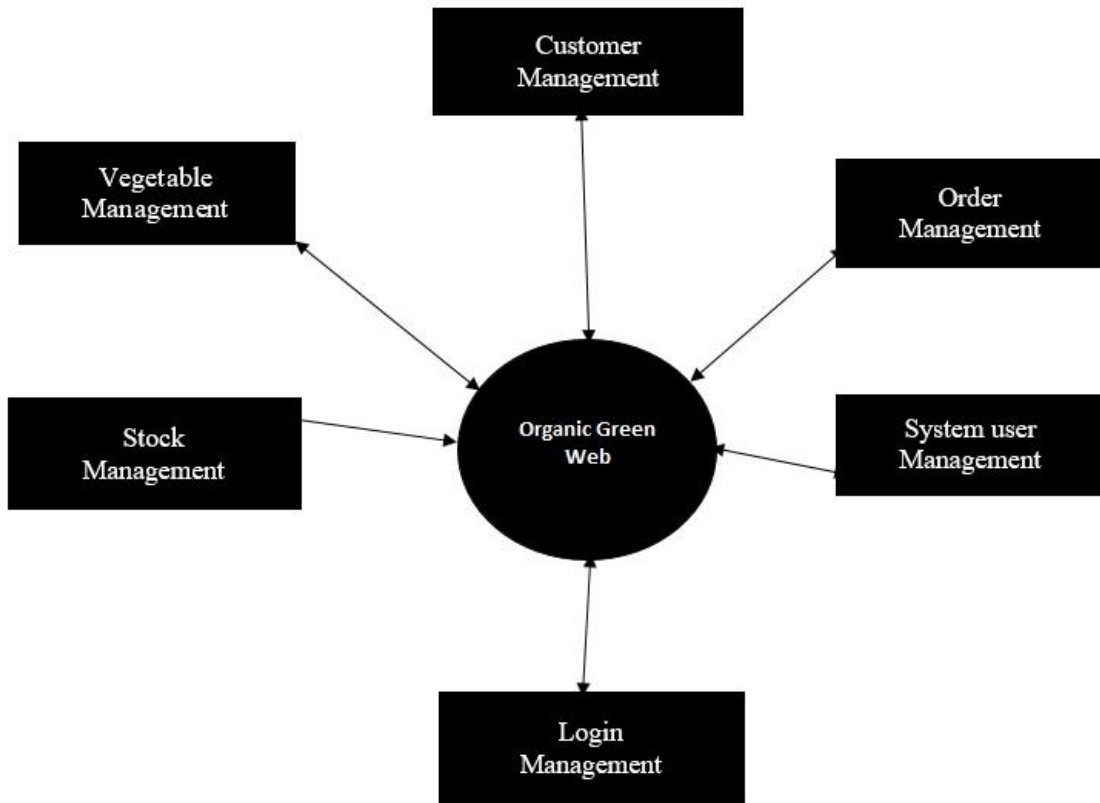 Customer
Management
Vegetable
Management
Order
Management
Organic Green
Web
Stock
Management
System user
Management
Login
Management